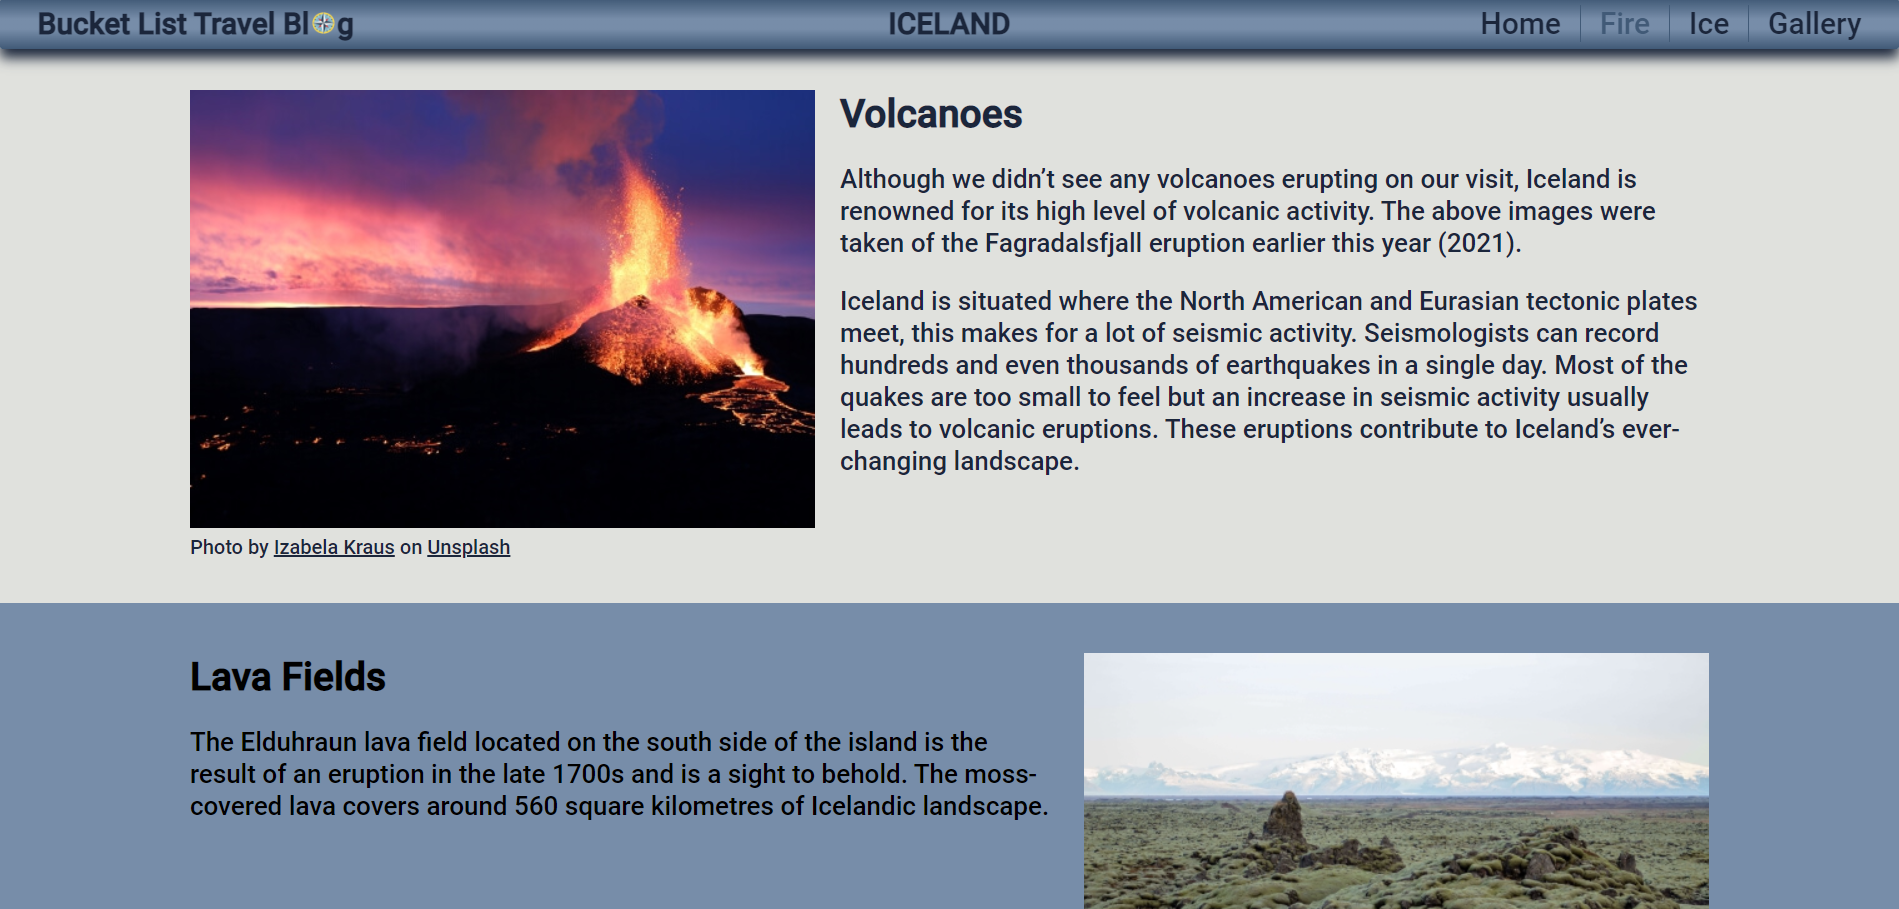 Bucket List Travel Blog
ICELAND
Home
Fire
Ice
Gallery
Volcanoes
Although we didn’t see any volcanoes erupting on our visit, Iceland is
renowned for its high level of volcanic activity. The above images were
taken of the Fagradalsfjall eruption earlier this year (2021).
Iceland is situated where the North American and Eurasian tectonic plates
meet, this makes for a lot of seismic activity. Seismologists can record
hundreds and even thousands of earthquakes in a single day. Most of the
quakes are too small to feel but an increase in seismic activity usually
leads to volcanic eruptions. These eruptions contribute to Iceland’s ever-
changing landscape.
Photo by Izabela Kraus on Unsplash
Lava Fields
The Elduhraun lava field located on the south side of the island is the
result of an eruption in the late 1700s and is a sight to behold. The moss-
covered lava covers around 560 square kilometres of Icelandic landscape.